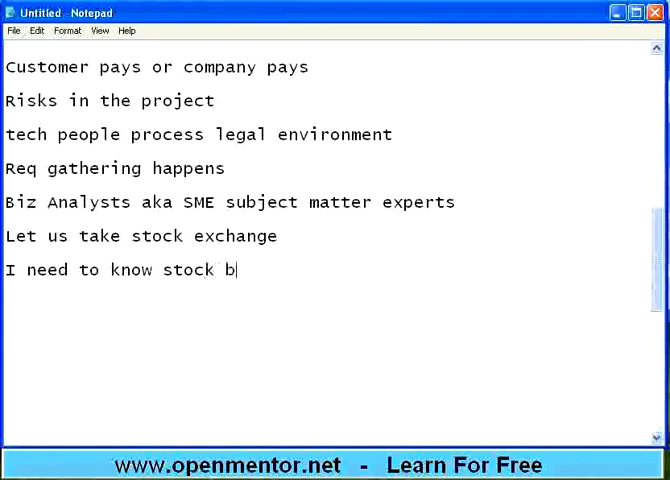 Untitled - Notepad
File Edit Format View Help
Customer pays or company pays
Risks in the project
tech people process legal environment
Req gathering happens
Biz Analysts aka SME subject matter experts
Let us take stock exchange
I need to know stock b
www.openmentor.net - Learn For Free